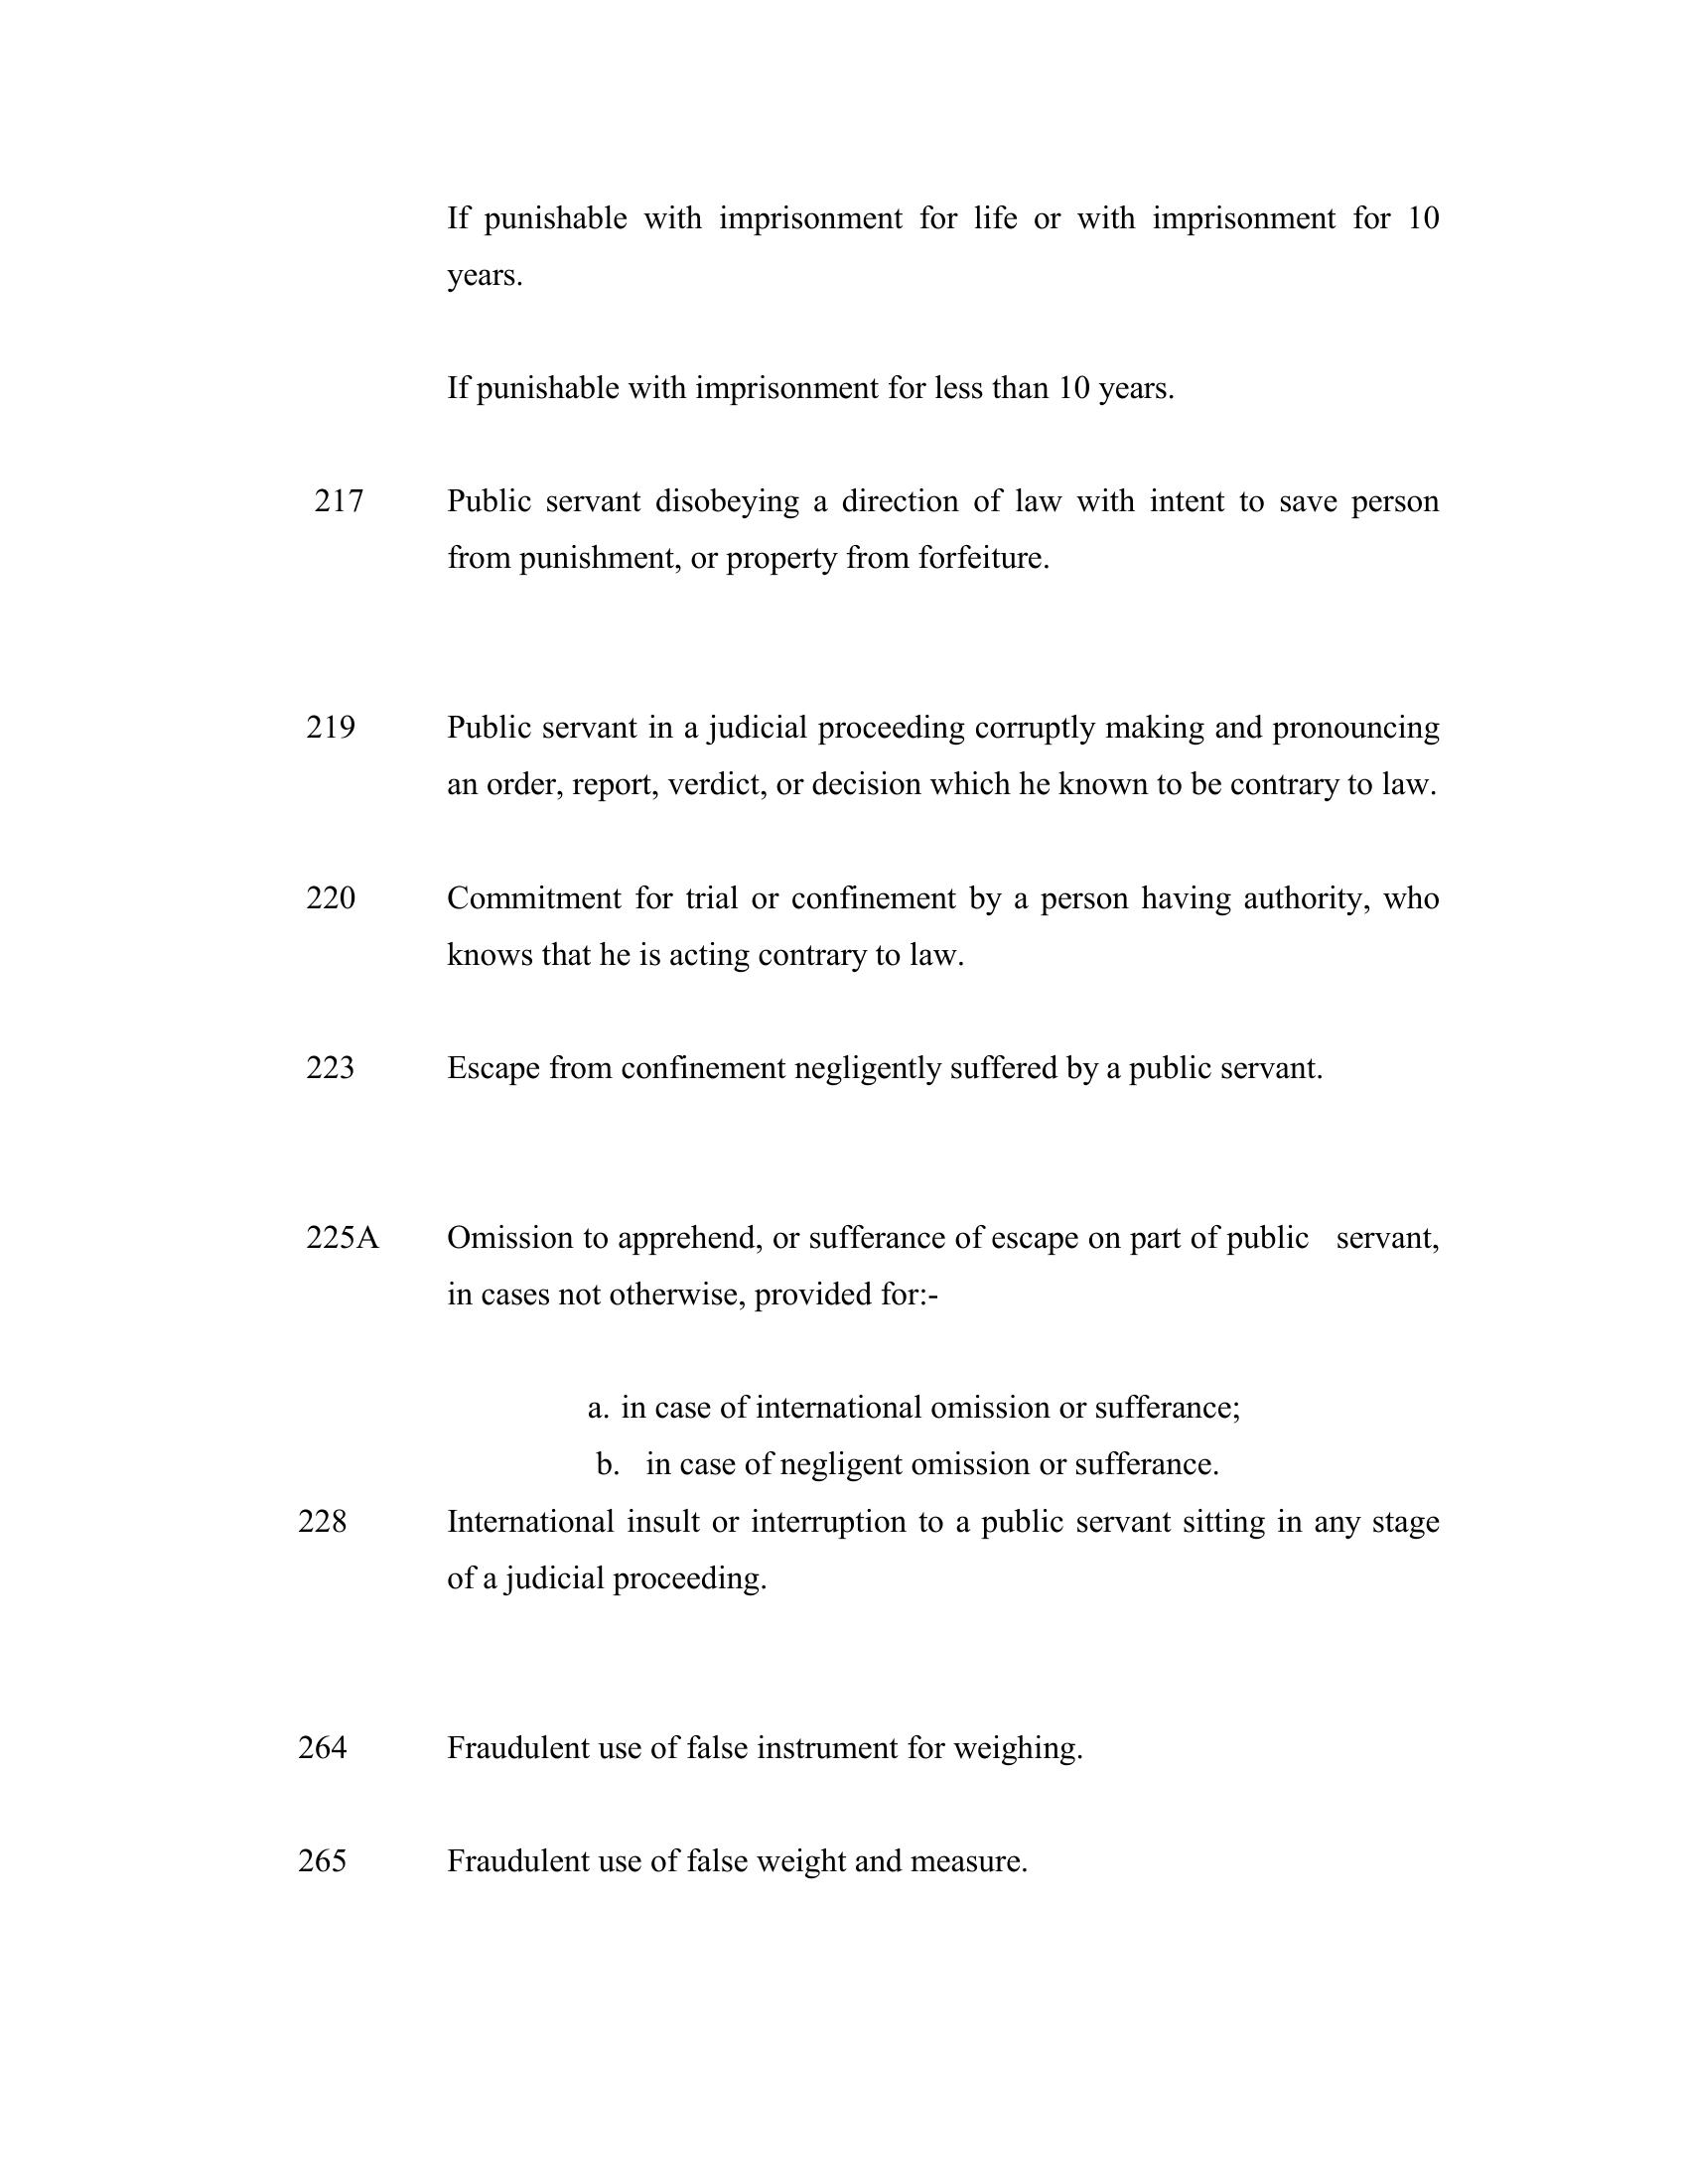 If punishable with imprisonment for life or with imprisonment for 10
years.
If punishable with imprisonment for less than 10 years.
217 Public servant disobeying a direction of law with intent to save person
from punishment, or property from forfeiture.
219 Public servant in a judicial proceeding corruptly making and pronouncing
an order, report, verdict, or decision which he known to be contrary to law.
220 Commitment for trial or confinement by a person having authority, who
knows that he is acting contrary to law.
223 Escape from confinement negligently suffered by a public servant.
225A Omission to apprehend, or sufferance of escape on part of public servant,
in cases not otherwise, provided for:-
a. in case of international omission or sufferance;
b. in case of negligent omission or sufferance.
228 International insult or interruption to a public servant sitting in any stage
of a judicial proceeding.
264 Fraudulent use of false instrument for weighing.
265 Fraudulent use of false weight and measure.